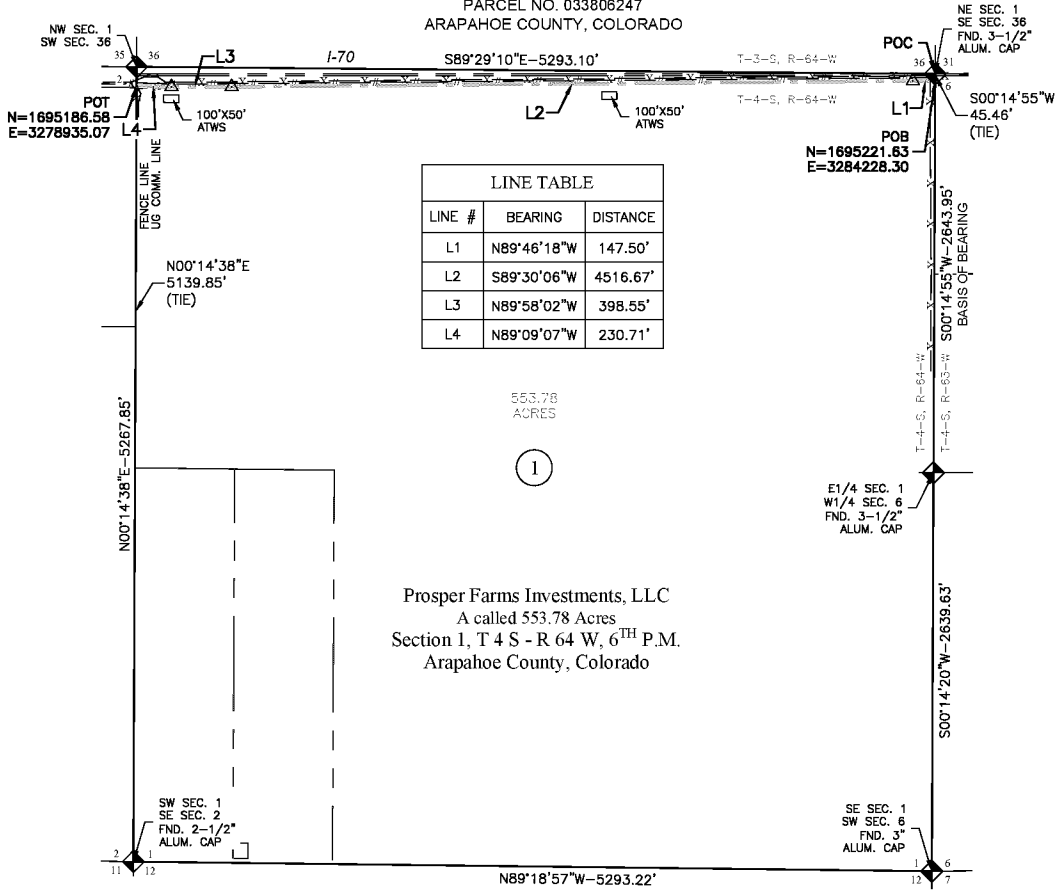 PARCEL NO. 033806247
ARAPAHOE COUNTY, COLORADO
NW SEC. 1
SW SEC. 36
35 36
2
L3
I-70
S89°29'10"E-5293.10'
T-3-S, R-64-W
T-4-S, R-64-W
POC
NE SEC. 1
SE SEC. 36
FND. 3-1/2"
ALUM. CAP
36 31
6
POT
N=1695186.58
E=3278935.07
L4
100'X50'
ATWS
L2
100'X50'
ATWS
L1
POB
N=1695221.63
E=3284228.30
S00°14'55"W
45.46'
(TIE)
FENCE LINE
UG COMM. LINE
N00°14'38"E
5139.85'
(TIE)
LINE TABLE
LINE # BEARING DISTANCE
L1 N89°46'18"W 147.50'
L2 S89°30'06"W 4516.67'
L3 N89°58'02"W 398.55'
L4 N89°09'07"W 230.71'
S00°14'55"W-2643.95'
BASIS OF BEARING
T-4-S, R-64-W
T-4-S, R-63-W
553.78
ACRES
1
N00°14'38"E-5267.85'
E1/4 SEC. 1
W1/4 SEC. 6
FND. 3-1/2"
ALUM. CAP
Prosper Farms Investments, LLC
A called 553.78 Acres
Section 1, T 4 S - R 64 W, 6TH P.M.
Arapahoe County, Colorado
S00°14'20"W-2639.63'
SW SEC. 1
SE SEC. 2
FND. 2-1/2"
ALUM. CAP
2 1
11 12
SE SEC. 1
SW SEC. 6
FND. 3"
ALUM. CAP
1 6
12 7
N89°18'57"W-5293.22'